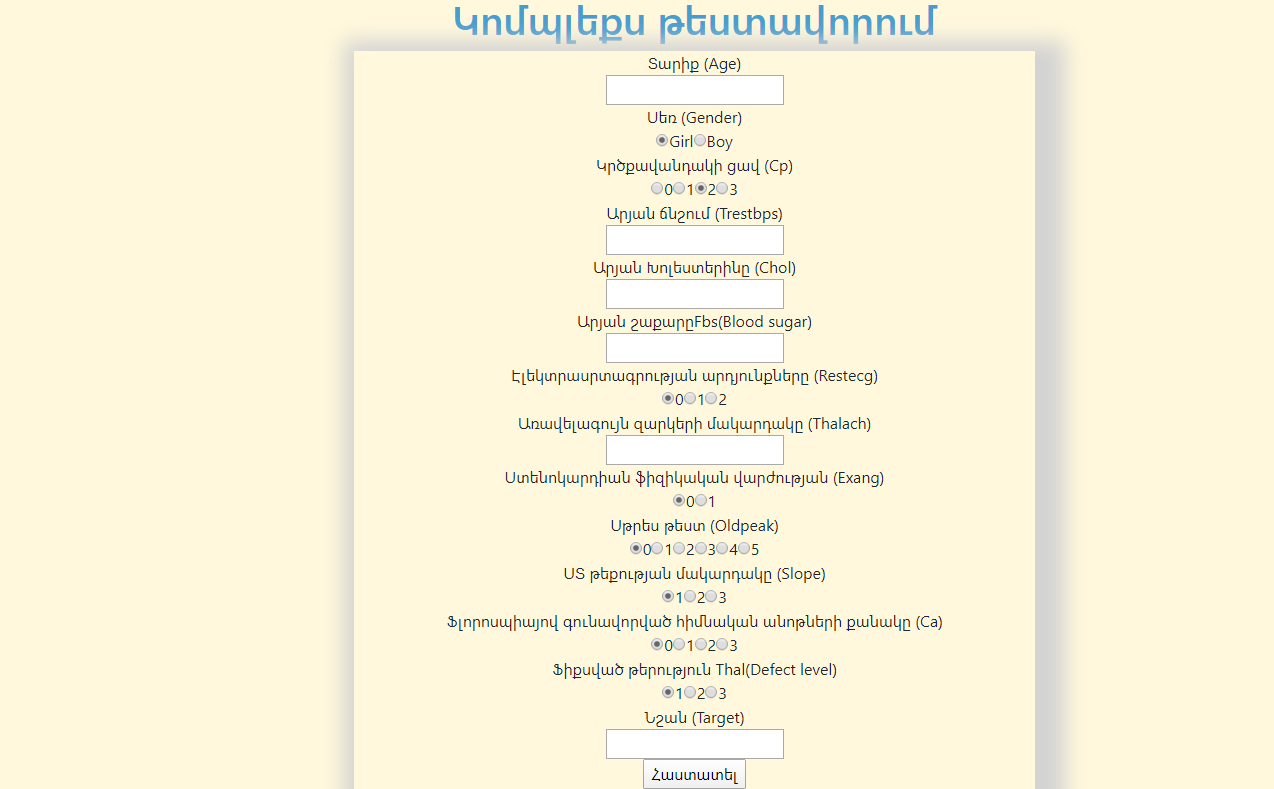 Կոմպլեքս թեստավորում
Տարիք (Age)
Սեռ (Gender)
Girl Boy
Կրծքավանդակի ցավ (Cp)
0 1 2 3
Արյան ճնշում (Trestbps)
Արյան Խոլեստերինը (Chol)
Արյան շաքարըFbs(Blood sugar)
Էլեկտրասրտագրության արդյունքները (Restecg)
0 1 2
Առավելագույն զարկերի մակարդակը (Thalach)
Ստենոկարդիան ֆիզիկական վարժության (Exang)
0 1
Սթրես թեստ (Oldpeak)
0 1 2 3 4 5
ՍՏ թեքության մակարդակը (Slope)
1 2 3
Ֆլորոսպիայով գունավորված հիմնական անոթների քանակը (Ca)
0 1 2 3
Ֆիքսված թերություն Thal(Defect level)
1 2 3
Նշան (Target)
Հաստատել